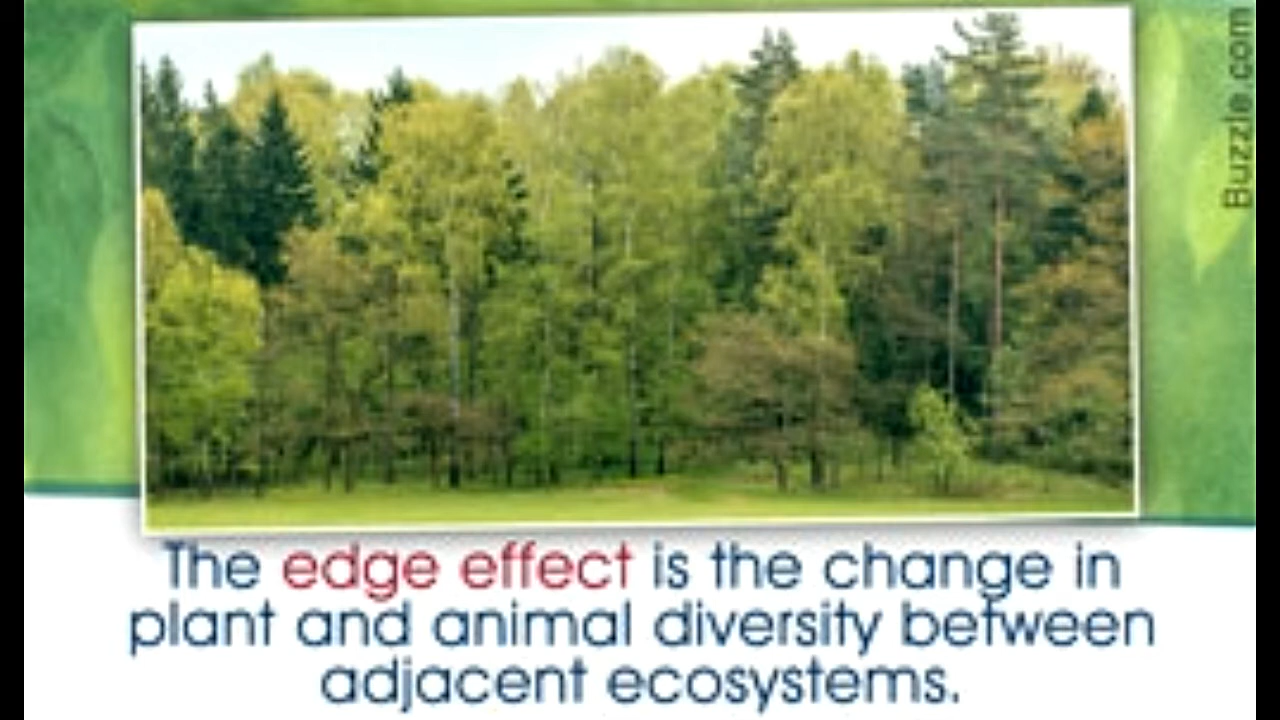 Buzzle.com
The edge effect is the change in
plant and animal diversity between
adjacent ecosystems.